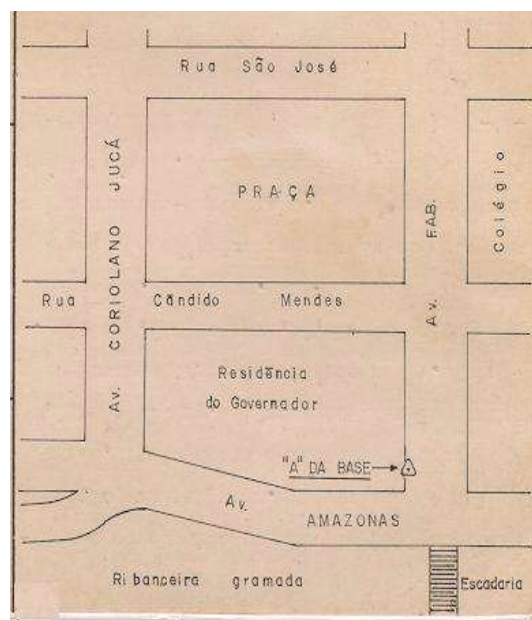 Rua São José
Av. CORIOLANO JUCÁ
PRAÇA
Av. F.A.B.
Colégio
Rua Cândido Mendes
Residência
do Governador
"A" DA BASE
Av. AMAZONAS
Ribanceira gramada
Escadaria